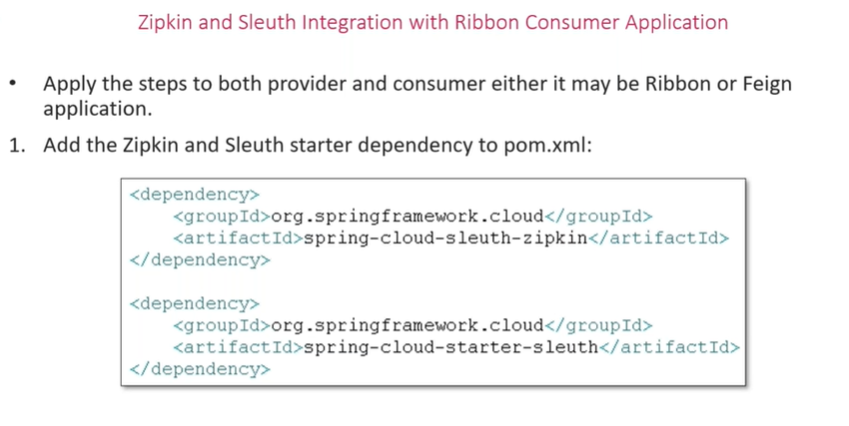 Zipkin and Sleuth Integration with Ribbon Consumer Application
• Apply the steps to both provider and consumer either it may be Ribbon or Feign
application.
1. Add the Zipkin and Sleuth starter dependency to pom.xml:
<dependency>
<groupId>org.springframework.cloud</groupId>
<artifactId>spring-cloud-sleuth-zipkin</artifactId>
</dependency>
<dependency>
<groupId>org.springframework.cloud</groupId>
<artifactId>spring-cloud-starter-sleuth</artifactId>
</dependency>